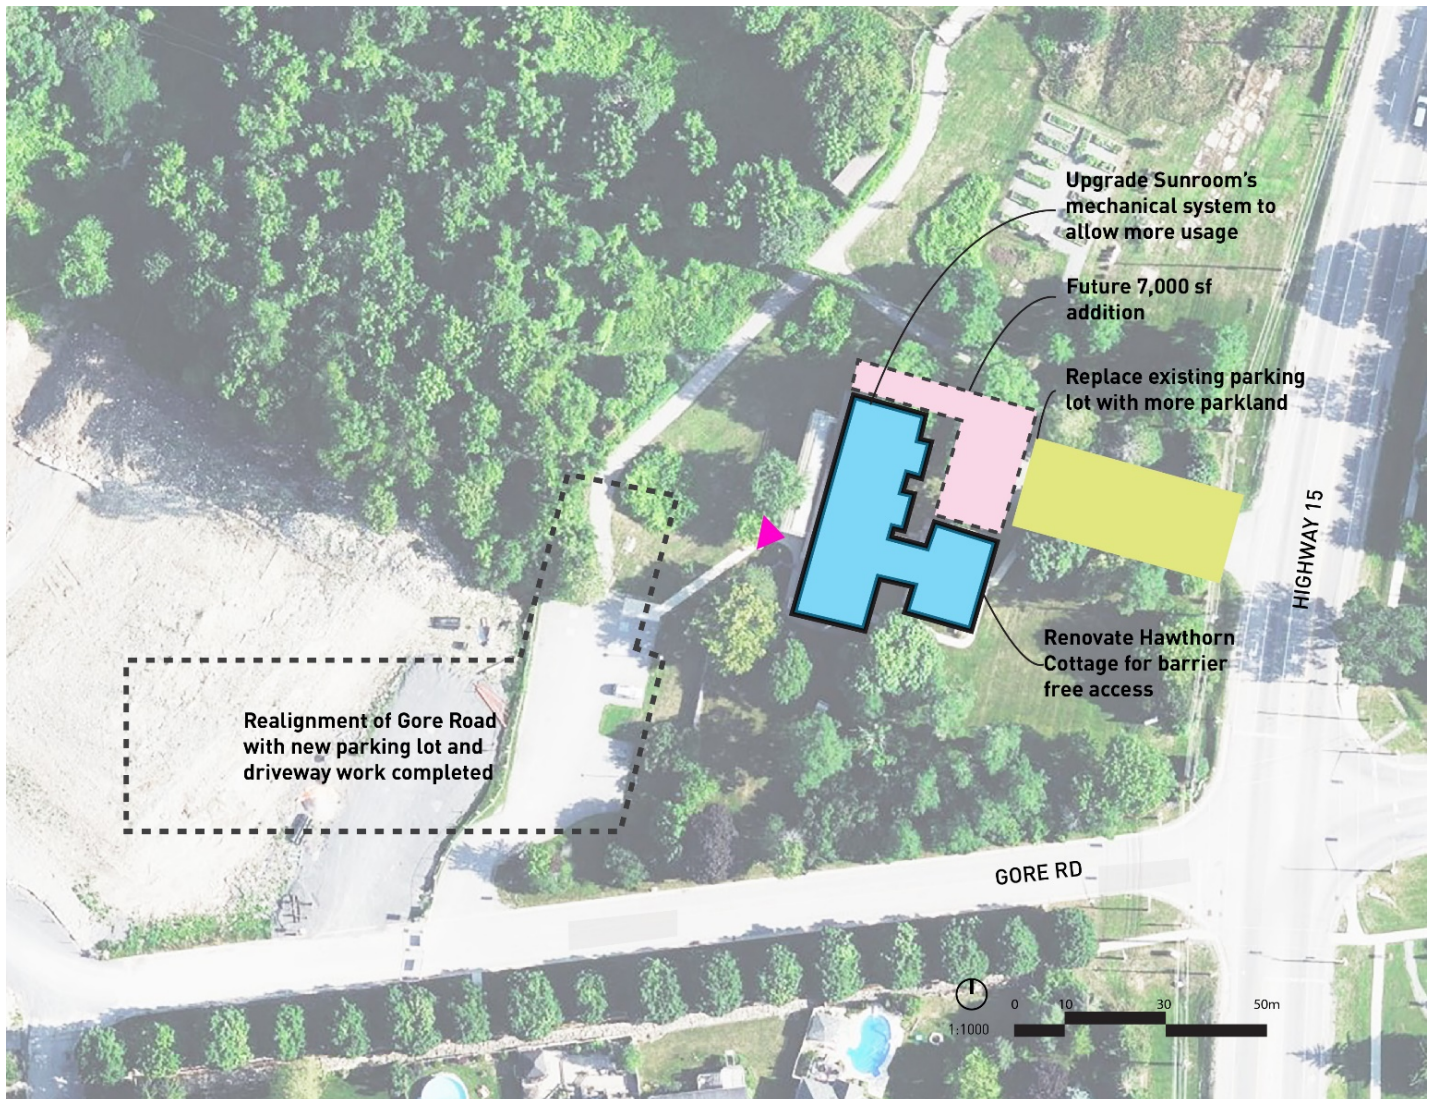 Upgrade Sunroom's
mechanical system to
allow more usage
Future 7,000 sf
addition
Replace existing parking
lot with more parkland
HIGHWAY 15
Renovate Hawthorn
Cottage for barrier
free access
Realignment of Gore Road
with new parking lot and
driveway work completed
GORE RD
0 10 30 50m
1:1000